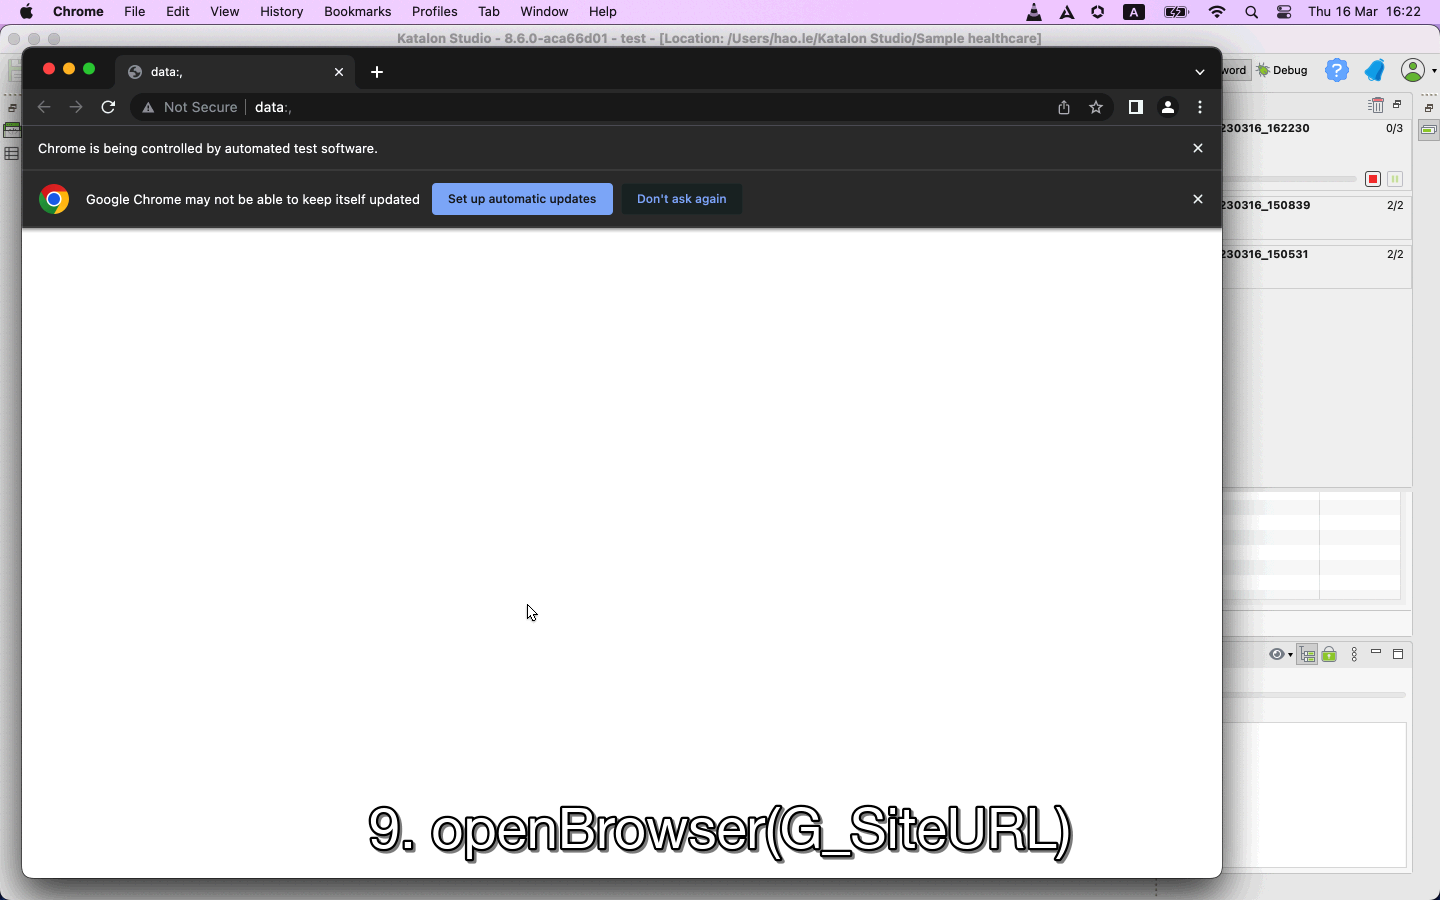 Chrome File Edit View History Bookmarks Profiles Tab Window Help A Thu 16 Mar 16:22
Katalon Studio - 8.6.0-aca66d01 - test - [Location: /Users/hao.le/Katalon Studio/Sample healthcare]
data:,
word Debug ?
Not Secure data:,
Chrome is being controlled by automated test software.
Google Chrome may not be able to keep itself updated Set up automatic updates Don't ask again
230316_162230 0/3
230316_150839 2/2
230316_150531 2/2
9. openBrowser(G_SiteURL)